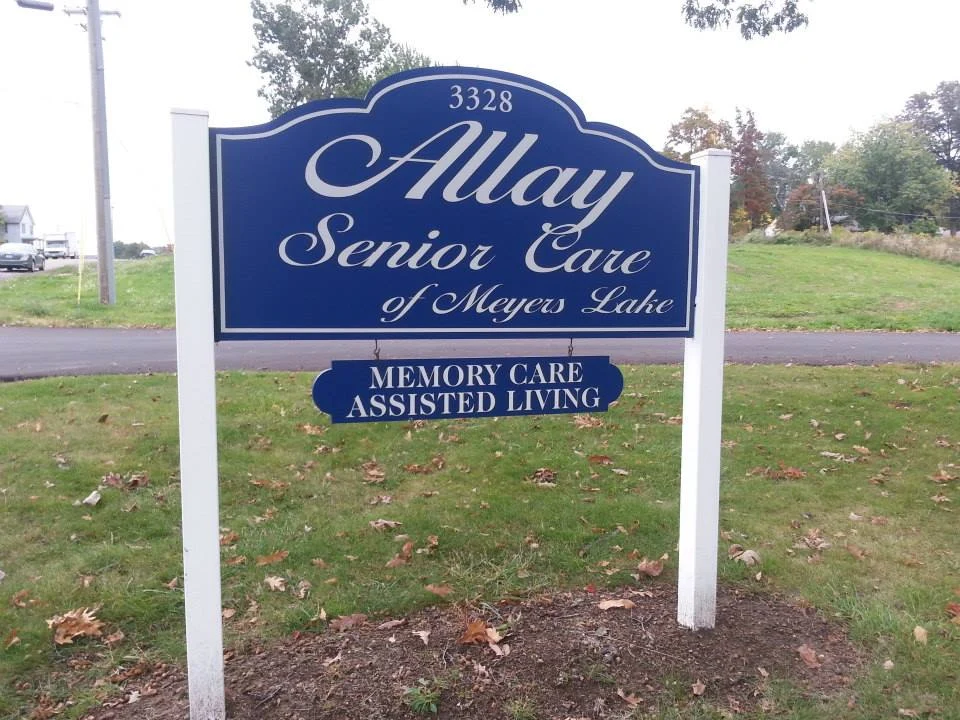 3328
Allay
Senior Care
of Meyers Lake
MEMORY CARE
ASSISTED LIVING